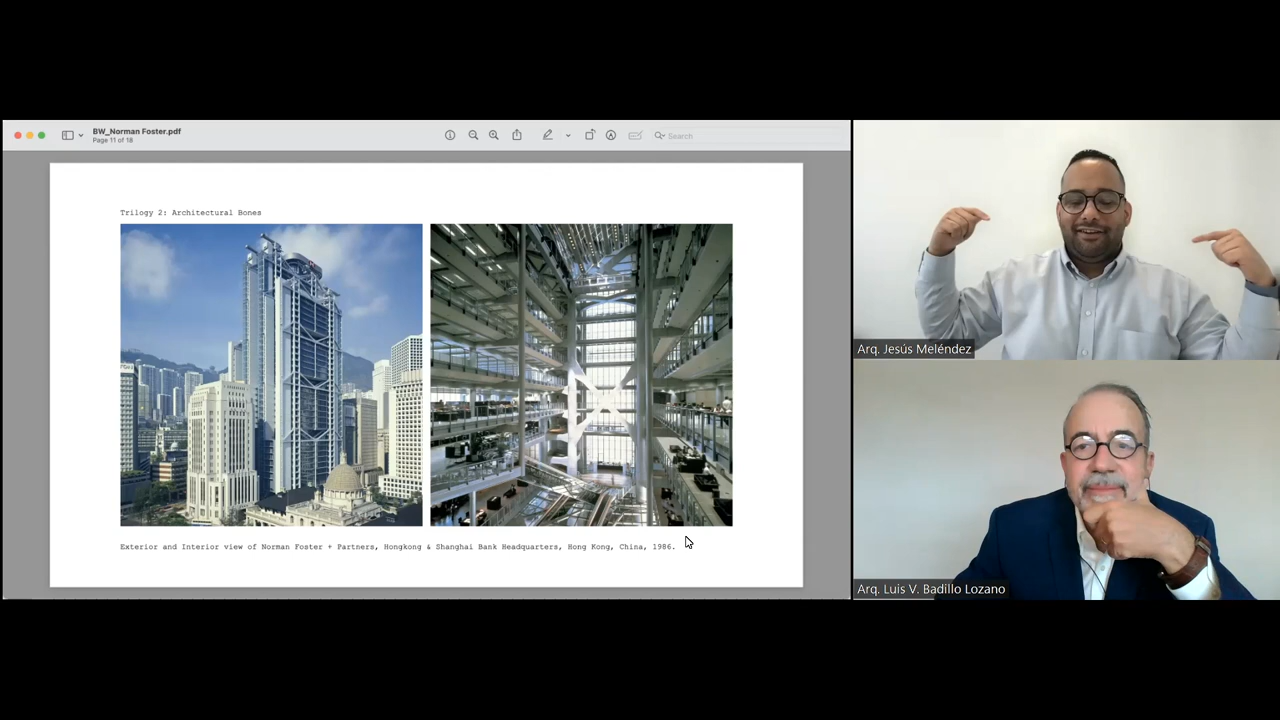 BW_Norman Foster.pdf
Page 11 of 18
Search
Trilogy 2: Architectural Bones
Exterior and Interior view of Norman Foster + Partners, Hongkong & Shanghai Bank Headquarters, Hong Kong, China, 1986.
Arq. Jesús Meléndez
Arq. Luis V. Badillo Lozano